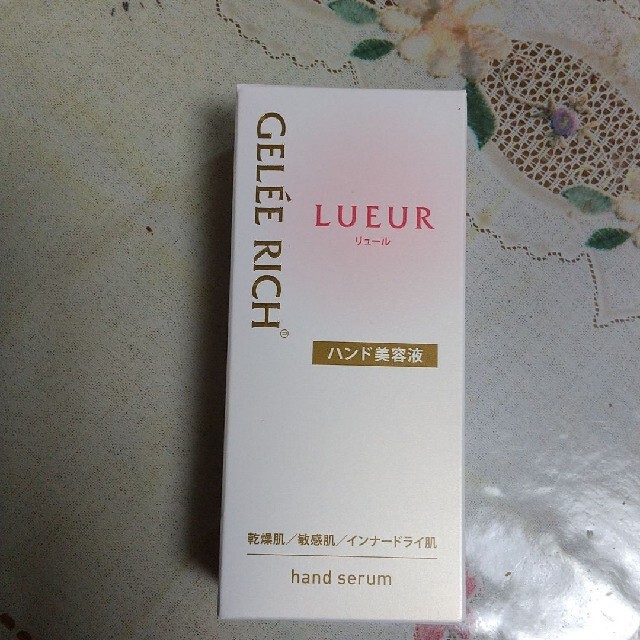 GELÉE RICH®
LUEUR
リュール
ハンド美容液
乾燥肌／敏感肌／インナードライ肌
hand serum